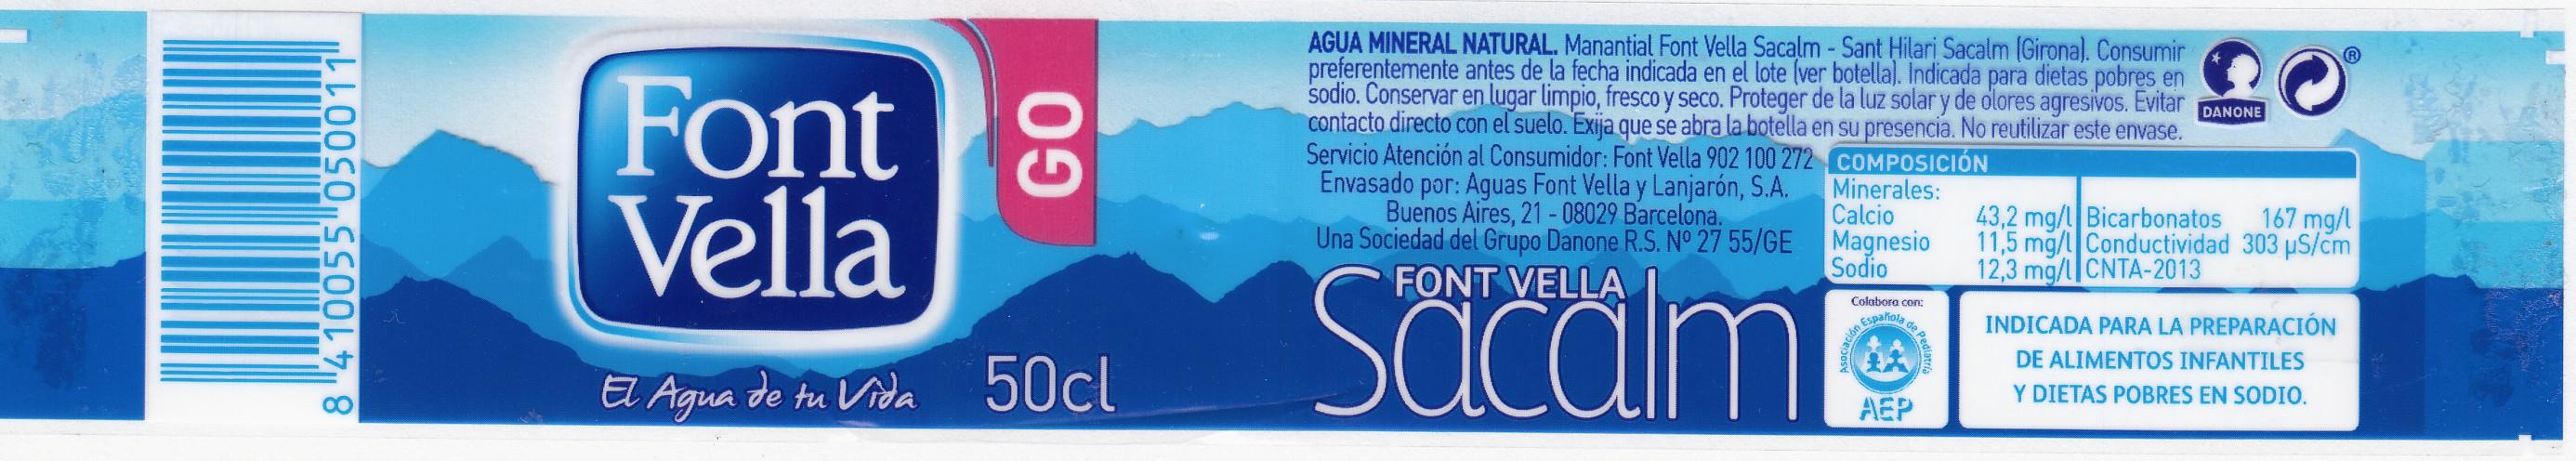 8 410055 050011
Font
Vella
El Agua de tu Vida
GO
50cl
AGUA MINERAL NATURAL. Manantial Font Vella Sacalm - Sant Hilari Sacalm (Girona). Consumir
preferentemente antes de la fecha indicada en el lote (ver botella). Indicada para dietas pobres en
sodio. Conservar en lugar limpio, fresco y seco. Proteger de la luz solar y de olores agresivos. Evitar
contacto directo con el suelo. Exija que se abra la botella en su presencia. No reutilizar este envase.
Servicio Atención al Consumidor: Font Vella 902 100 272
Envasado por: Aguas Font Vella y Lanjarón, S.A.
Buenos Aires, 21 - 08029 Barcelona.
Una Sociedad del Grupo Danone R.S. Nº 27 55/GE
FONT VELLA
Sacalm
DANONE
®
COMPOSICIÓN
Minerales:
Calcio 43,2 mg/l
Magnesio 11,5 mg/l
Sodio 12,3 mg/l
Bicarbonatos 167 mg/l
Conductividad 303 µS/cm
CNTA-2013
Colabora con:
Asociación Española de Pediatría
AEP
INDICADA PARA LA PREPARACIÓN
DE ALIMENTOS INFANTILES
Y DIETAS POBRES EN SODIO.